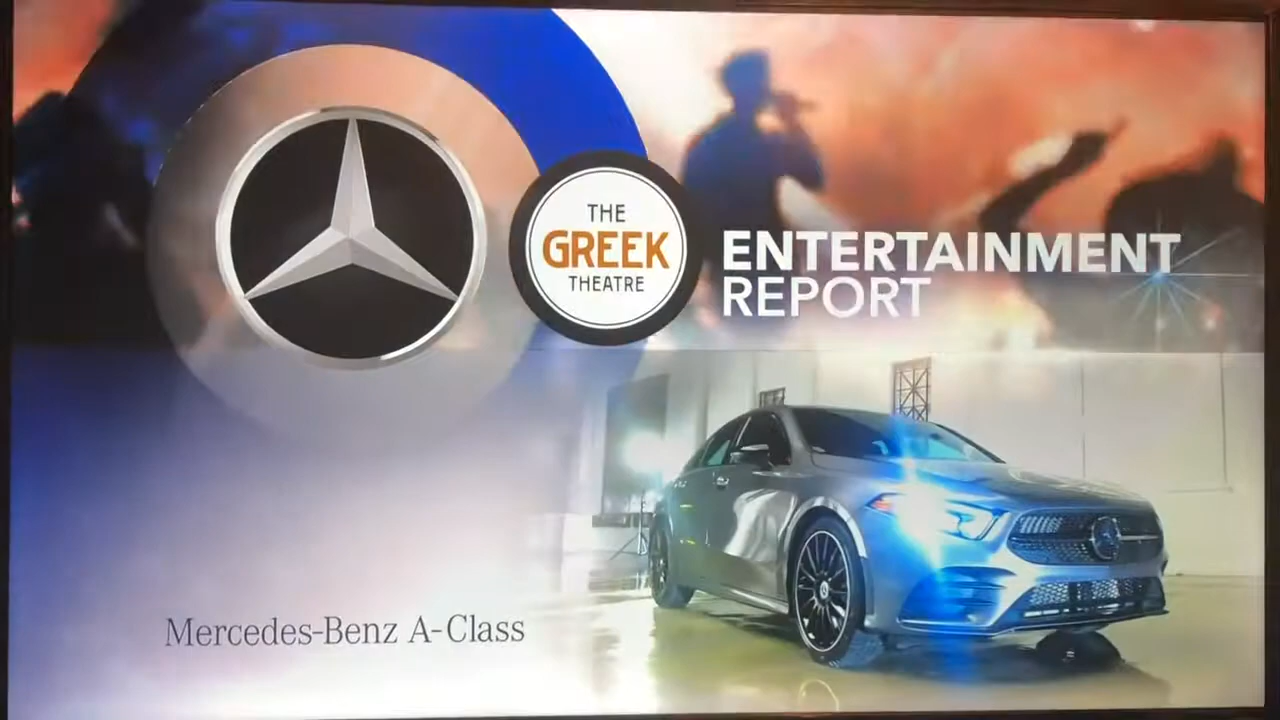 THE
GREEK
THEATRE
ENTERTAINMENT
REPORT
Mercedes-Benz A-Class